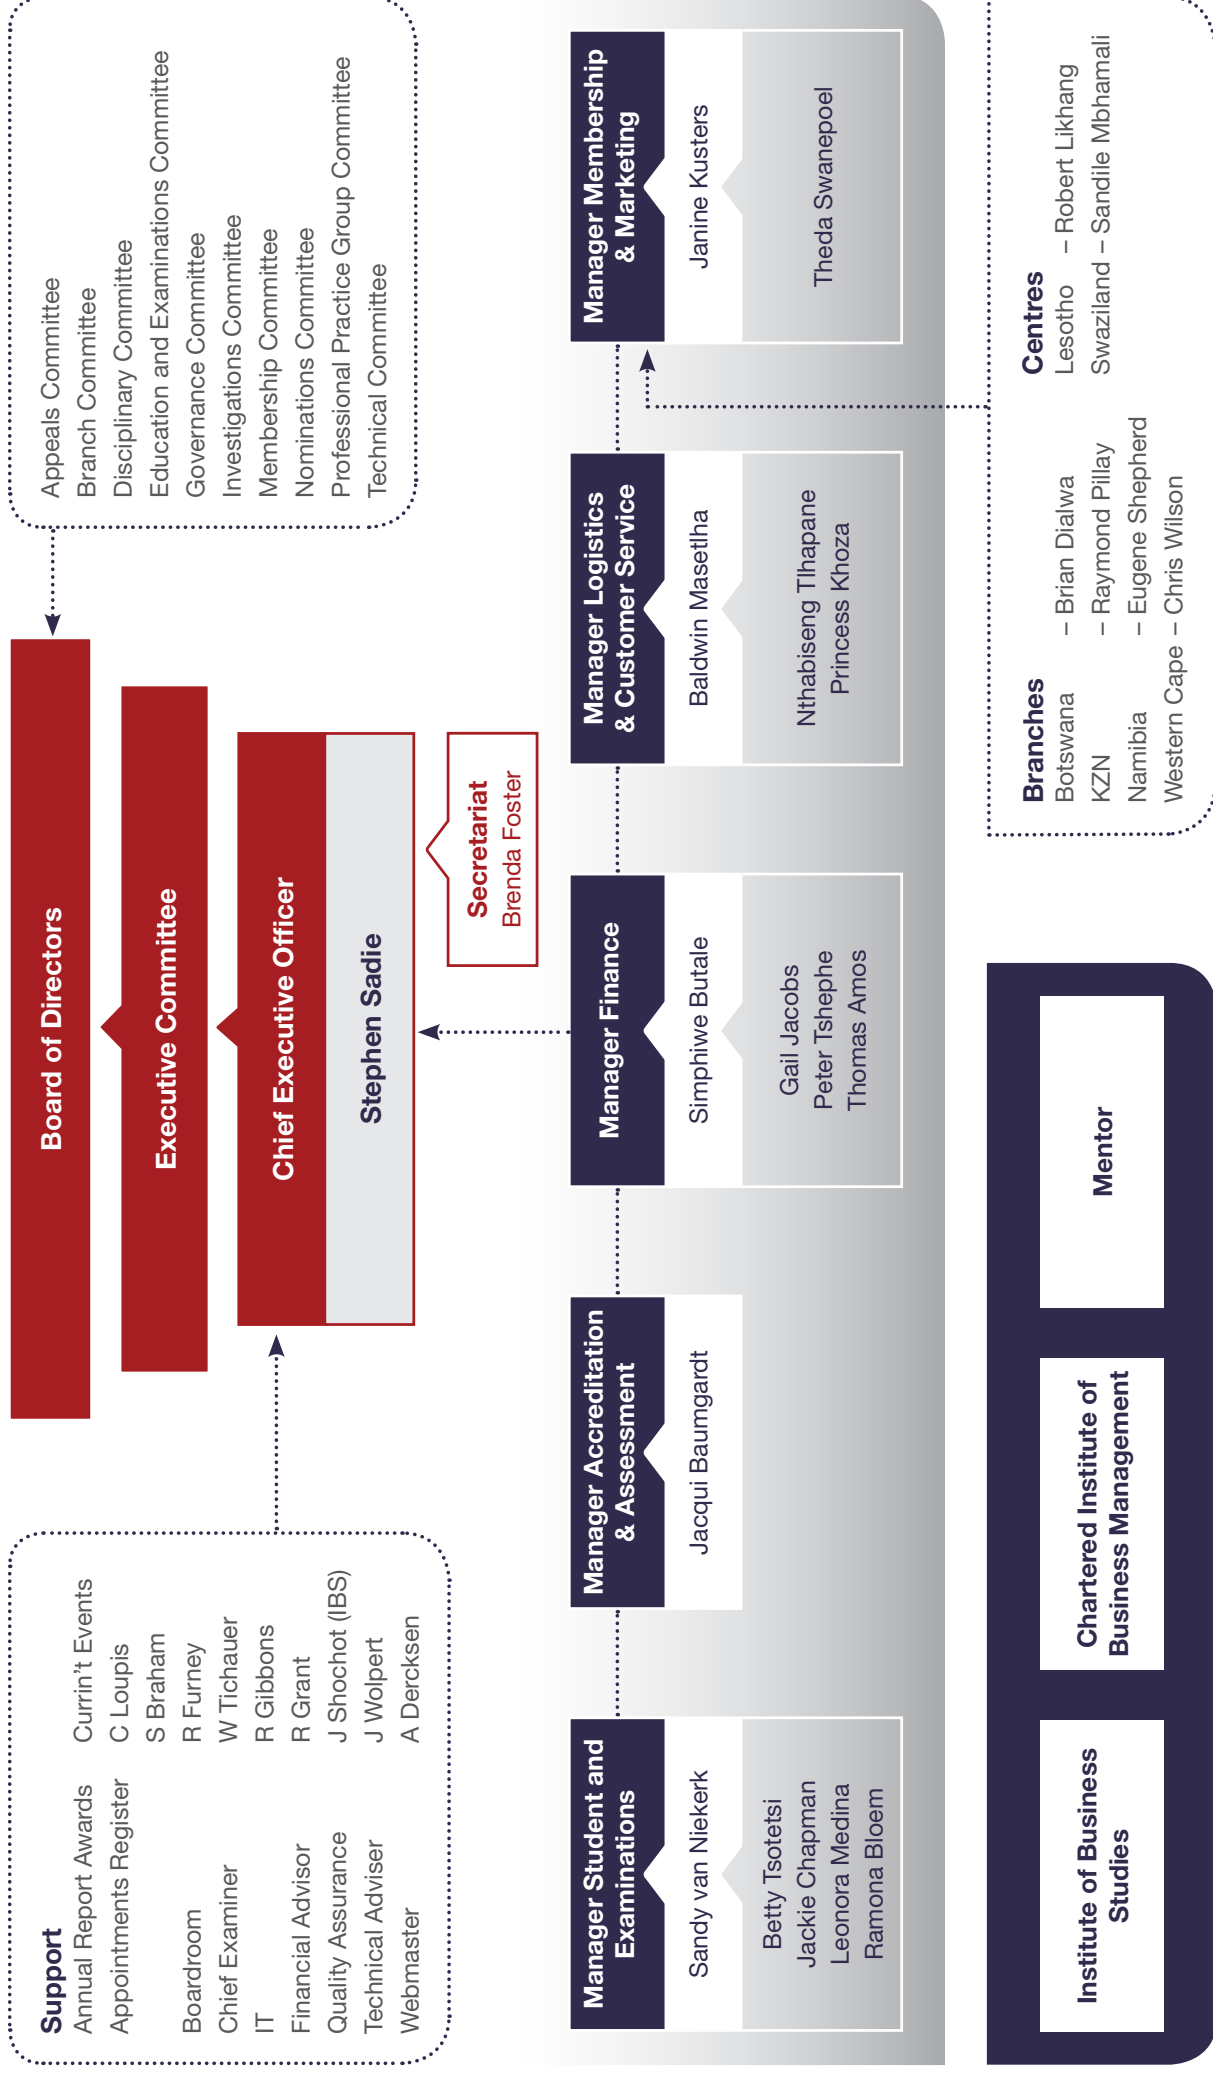 Board of Directors
Executive Committee
Chief Executive Officer
Stephen Sadie
Secretariat
Brenda Foster
Support
Annual Report Awards Currin't Events
Appointments Register C Loupis
S Braham
Boardroom R Furney
Chief Examiner W Tichauer
IT R Gibbons
Financial Advisor R Grant
Quality Assurance J Shochot (IBS)
Technical Adviser J Wolpert
Webmaster A Dercksen
Appeals Committee
Branch Committee
Disciplinary Committee
Education and Examinations Committee
Governance Committee
Investigations Committee
Membership Committee
Nominations Committee
Professional Practice Group Committee
Technical Committee
Manager Student and
Examinations
Sandy van Niekerk
Betty Tsotetsi
Jackie Chapman
Leonora Medina
Ramona Bloem
Manager Accreditation
& Assessment
Jacqui Baumgardt
Manager Finance
Simphiwe Butale
Gail Jacobs
Peter Tshephe
Thomas Amos
Manager Logistics
& Customer Service
Baldwin Masetlha
Nthabiseng Tlhapane
Princess Khoza
Manager Membership
& Marketing
Janine Kusters
Theda Swanepoel
Institute of Business
Studies
Chartered Institute of
Business Management
Mentor
Branches
Botswana – Brian Dialwa
KZN – Raymond Pillay
Namibia – Eugene Shepherd
Western Cape – Chris Wilson
Centres
Lesotho – Robert Likhang
Swaziland – Sandile Mbhamali